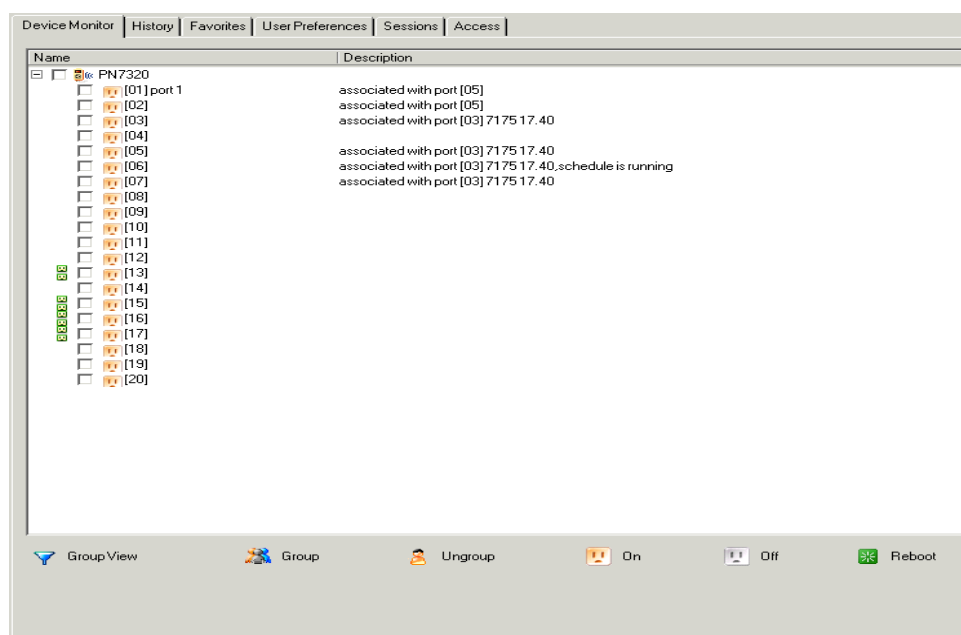 Device Monitor History Favorites User Preferences Sessions Access
Name Description
PN7320
[01] port 1 associated with port [05]
[02] associated with port [05]
[03] associated with port [03] 7175 17.40
[04]
[05] associated with port [03] 7175 17.40
[06] associated with port [03] 7175 17.40,schedule is running
[07] associated with port [03] 7175 17.40
[08]
[09]
[10]
[11]
[12]
[13]
[14]
[15]
[16]
[17]
[18]
[19]
[20]
Group View Group Ungroup On Off Reboot